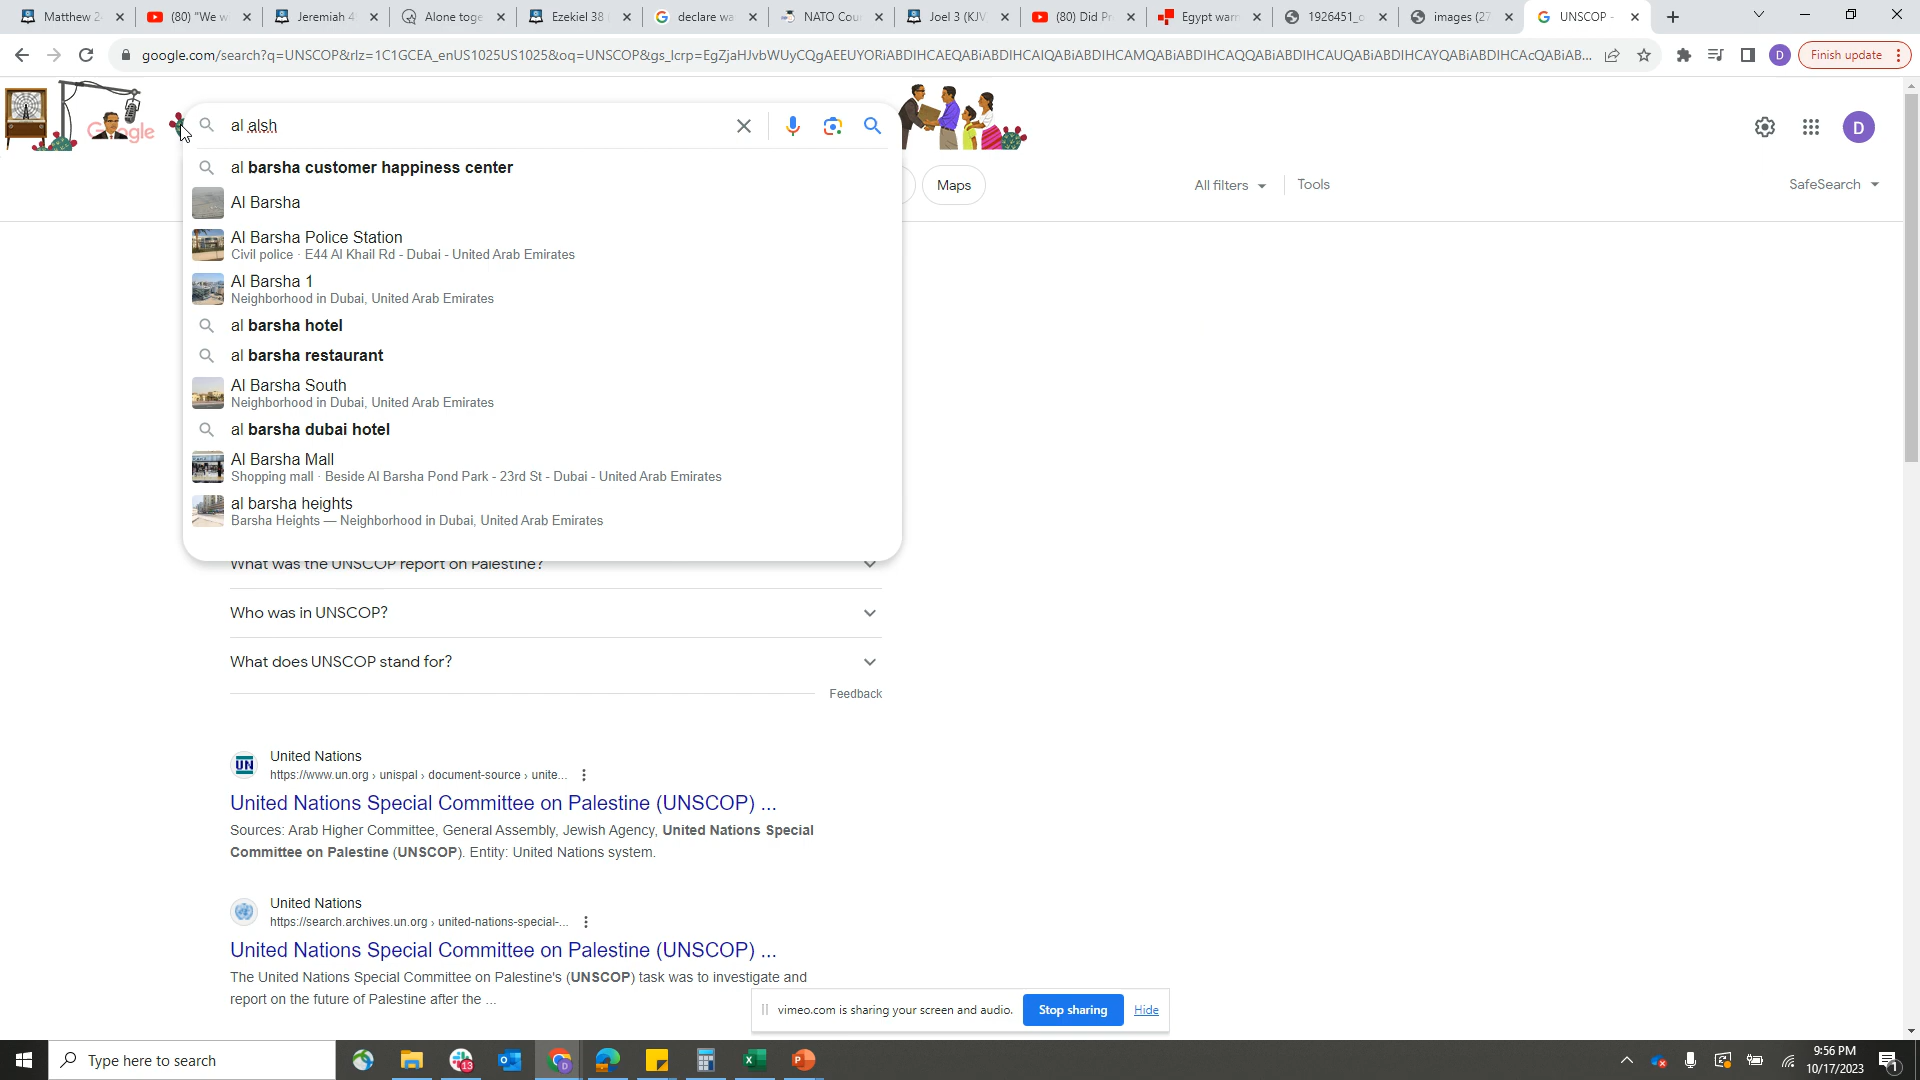 Matthew 2
(80) "We w
Jeremiah 4
Alone toge
Ezekiel 38
declare wa
NATO Cou
Joel 3 (KJV
(80) Did Pr
Egypt warn
1926451_c
images (27
UNSCOP -
google.com/search?q=UNSCOP&rlz=1C1GCEA_enUS1025US1025&oq=UNSCOP&gs_lcrp=EgZjaHJvbWUyCQgAEEUYORiABDIHCAEQABiABDIHCAIQABiABDIHCAMQABiABDIHCAQQABiABDIHCAUQABiABDIHCAYQABiABDIHCAcQABiAB...
D
Finish update
Google
al alsh
D
al barsha customer happiness center
Maps
All filters
Tools
SafeSearch
Al Barsha
Al Barsha Police Station
Civil police · E44 Al Khail Rd - Dubai - United Arab Emirates
Al Barsha 1
Neighborhood in Dubai, United Arab Emirates
al barsha hotel
al barsha restaurant
Al Barsha South
Neighborhood in Dubai, United Arab Emirates
al barsha dubai hotel
Al Barsha Mall
Shopping mall · Beside Al Barsha Pond Park - 23rd St - Dubai - United Arab Emirates
al barsha heights
Barsha Heights — Neighborhood in Dubai, United Arab Emirates
What was the UNSCOP report on Palestine?
Who was in UNSCOP?
What does UNSCOP stand for?
Feedback
UN
United Nations
https://www.un.org › unispal › document-source › unite...
United Nations Special Committee on Palestine (UNSCOP) ...
Sources: Arab Higher Committee, General Assembly, Jewish Agency, United Nations Special
Committee on Palestine (UNSCOP). Entity: United Nations system.
United Nations
https://search.archives.un.org › united-nations-special-...
United Nations Special Committee on Palestine (UNSCOP) ...
The United Nations Special Committee on Palestine's (UNSCOP) task was to investigate and
report on the future of Palestine after the ...
vimeo.com is sharing your screen and audio.
Stop sharing
Hide
Type here to search
13
9:56 PM
10/17/2023
1